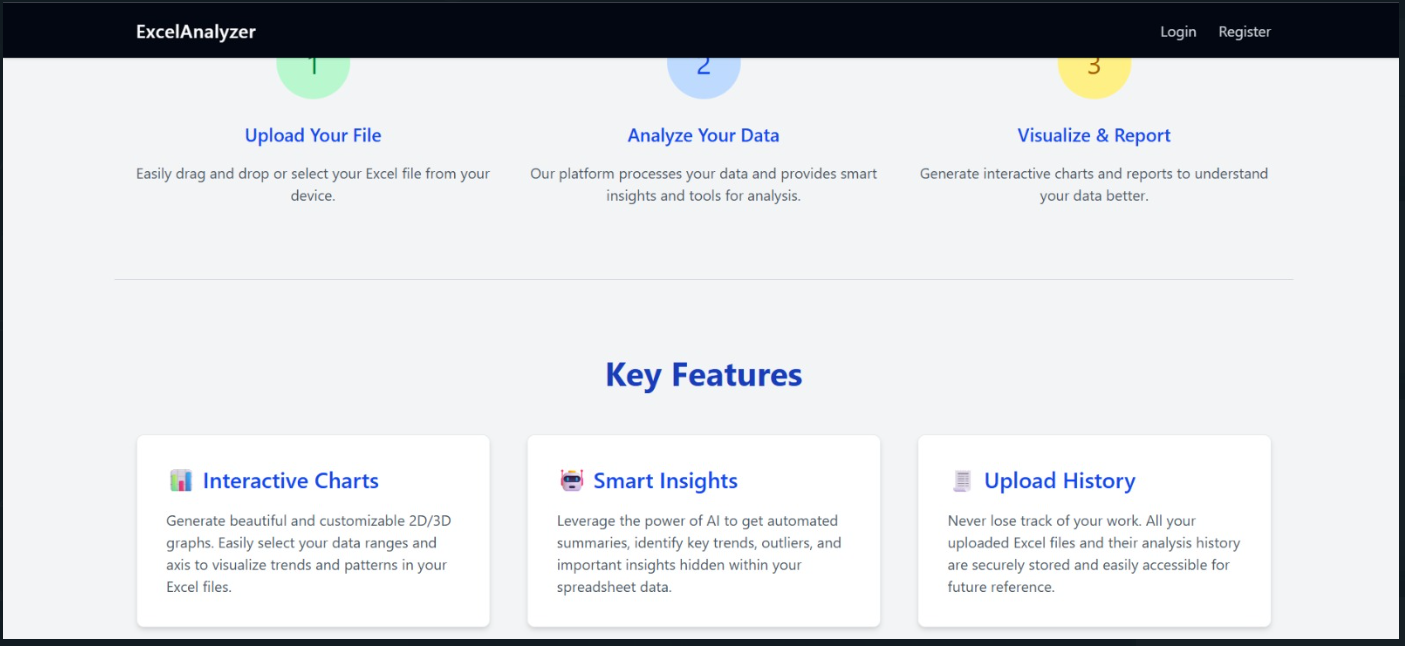 ExcelAnalyzer Login Register
1 2 3
Upload Your File
Easily drag and drop or select your Excel file from your
device.
Analyze Your Data
Our platform processes your data and provides smart
insights and tools for analysis.
Visualize & Report
Generate interactive charts and reports to understand
your data better.
Key Features
Interactive Charts
Generate beautiful and customizable 2D/3D
graphs. Easily select your data ranges and
axis to visualize trends and patterns in your
Excel files.
Smart Insights
Leverage the power of AI to get automated
summaries, identify key trends, outliers, and
important insights hidden within your
spreadsheet data.
Upload History
Never lose track of your work. All your
uploaded Excel files and their analysis history
are securely stored and easily accessible for
future reference.